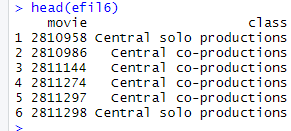 > head(efil6)
movie class
1 2810958 Central solo productions
2 2810986 Central co-productions
3 2811144 Central co-productions
4 2811274 Central co-productions
5 2811297 Central co-productions
6 2811298 Central solo productions
>